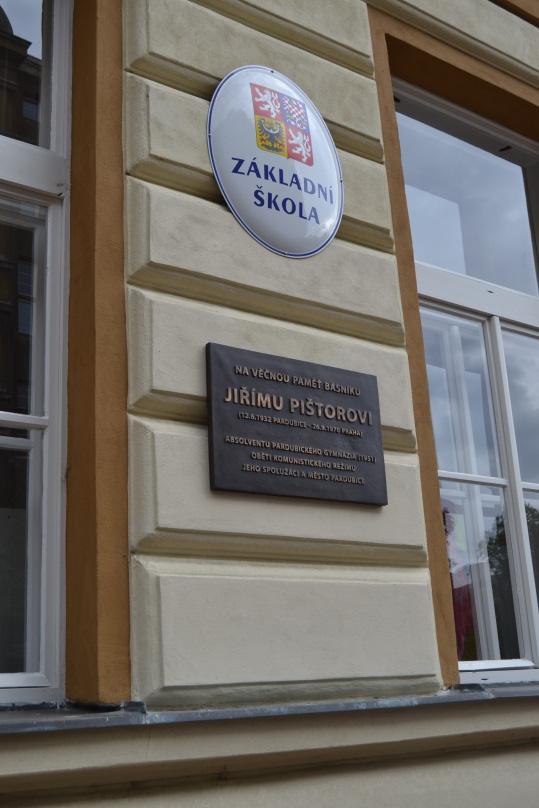 ZÁKLADNÍ
ŠKOLA
NA VĚČNOU PAMĚŤ BÁSNÍKU
JIŘÍMU PIŠTOROVI
(12.6.1932 PARDUBICE - 26.9.1970 PRAHA)
ABSOLVENTU PARDUBICKÉHO GYMNÁZIA (1951)
OBĚTI KOMUNISTICKÉHO REŽIMU
JEHO SPOLUŽÁCI A MĚSTO PARDUBICE